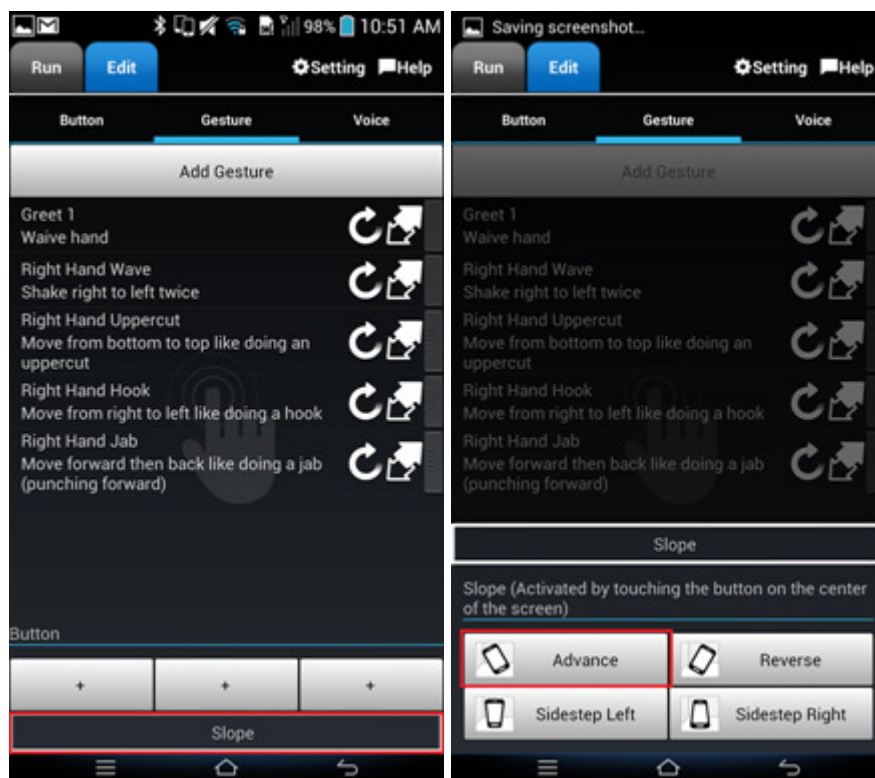 98% 10:51 AM
Run Edit Setting Help
Button Gesture Voice
Add Gesture
Greet 1
Waive hand
Right Hand Wave
Shake right to left twice
Right Hand Uppercut
Move from bottom to top like doing an
uppercut
Right Hand Hook
Move from right to left like doing a hook
Right Hand Jab
Move forward then back like doing a jab
(punching forward)
Button
+ + +
Slope
Saving screenshot...
Run Edit Setting Help
Button Gesture Voice
Add Gesture
Greet 1
Waive hand
Right Hand Wave
Shake right to left twice
Right Hand Uppercut
Move from bottom to top like doing an
uppercut
Right Hand Hook
Move from right to left like doing a hook
Right Hand Jab
Move forward then back like doing a jab
(punching forward)
Slope
Slope (Activated by touching the button on the center
of the screen)
Advance Reverse
Sidestep Left Sidestep Right